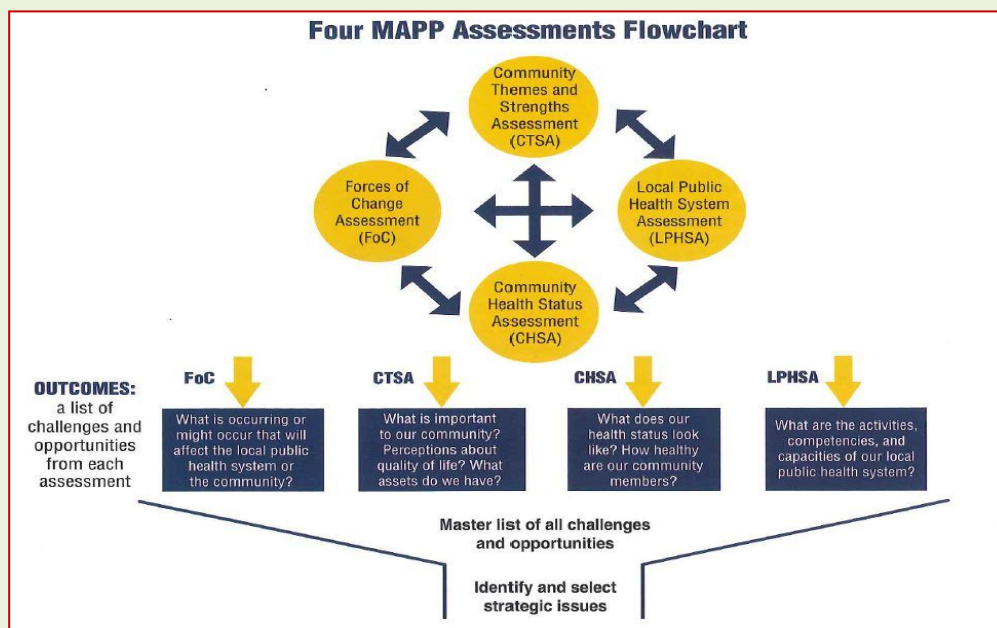 Four MAPP Assessments Flowchart
Community
Themes and
Strengths
Assessment
(CTSA)
Forces of
Change
Assessment
(FoC)
Local Public
Health System
Assessment
(LPHSA)
Community
Health Status
Assessment
(CHSA)
OUTCOMES:
a list of
challenges and
opportunities
from each
assessment
FoC
What is occurring or
might occur that will
affect the local public
health system or
the community?
CTSA
What is important
to our community?
Perceptions about
quality of life? What
assets do we have?
CHSA
What does our
health status look
like? How healthy
are our community
members?
LPHSA
What are the activities,
competencies, and
capacities of our local
public health system?
Master list of all challenges
and opportunities
Identify and select
strategic issues